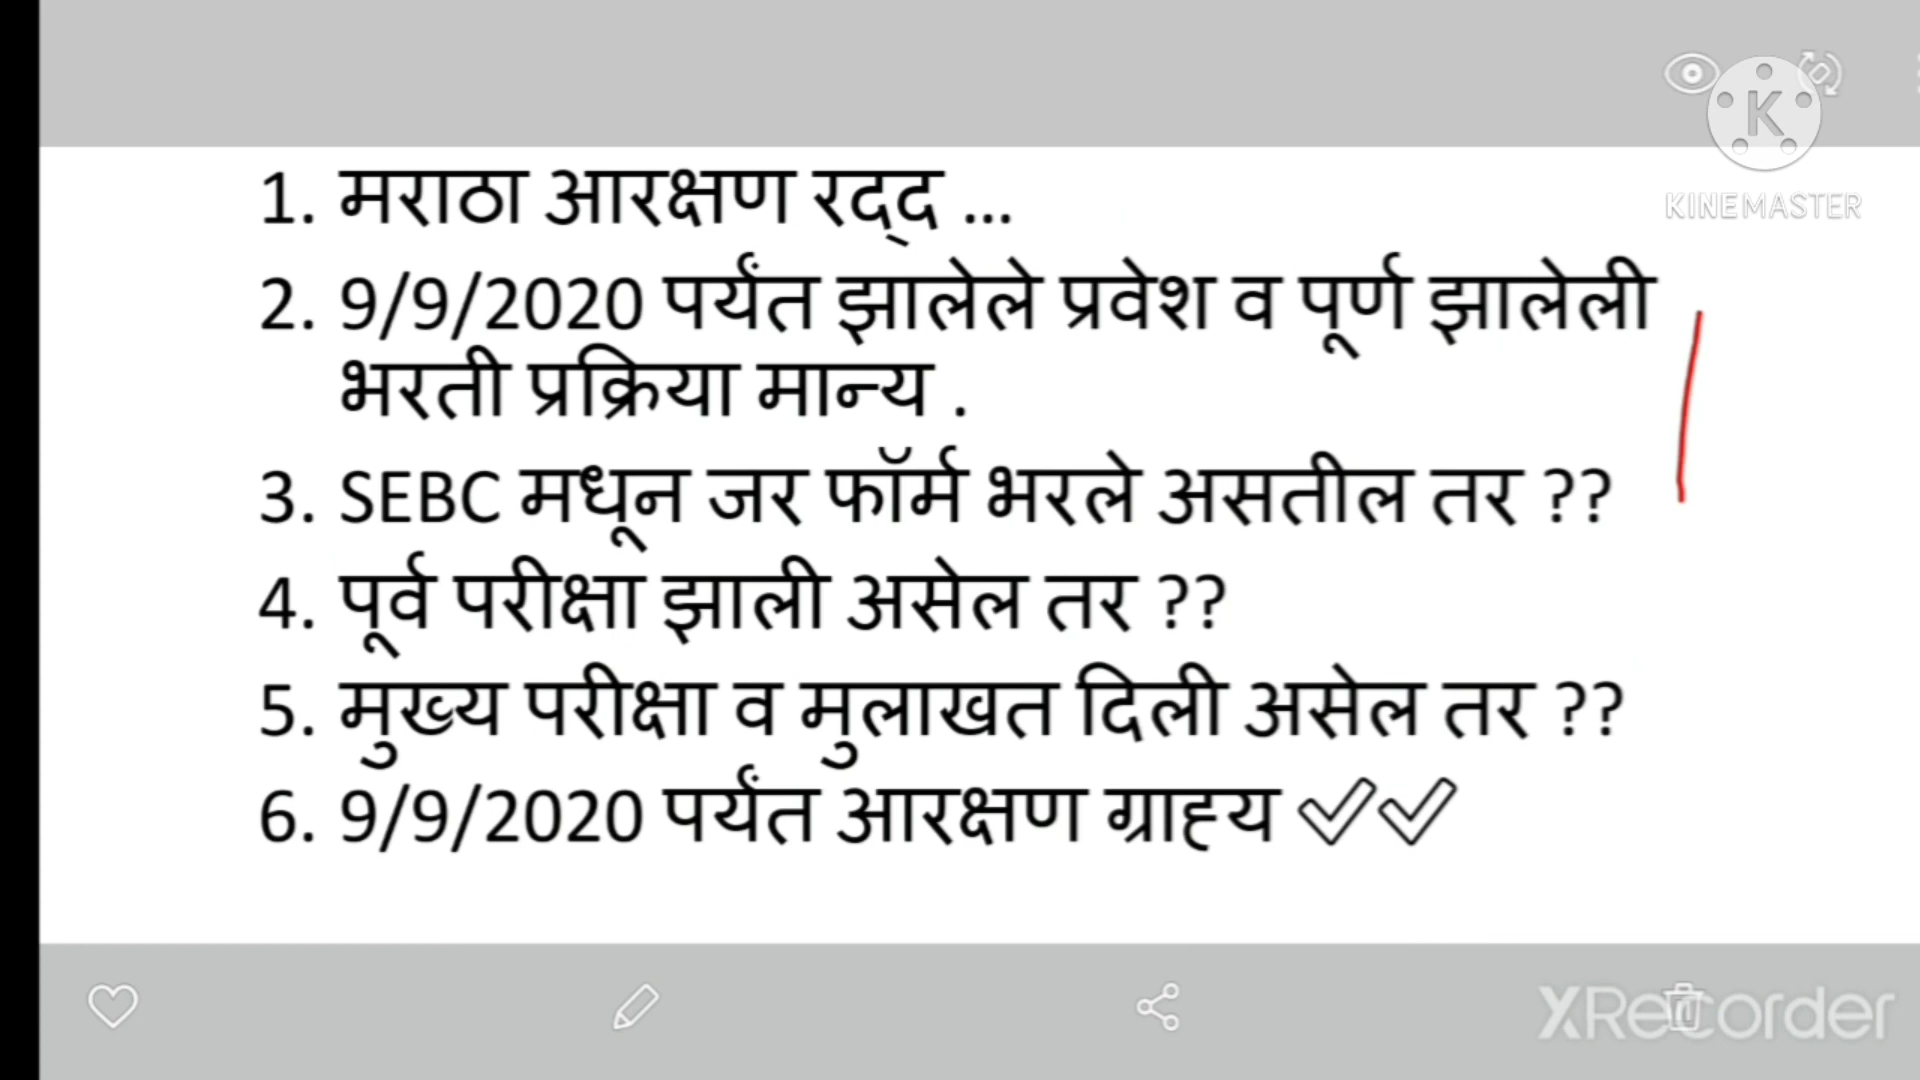 K
KINEMASTER
1. मराठा आरक्षण रद्द ...
2. 9/9/2020 पर्यंत झालेले प्रवेश व पूर्ण झालेली
भरती प्रक्रिया मान्य .
3. SEBC मधून जर फॉर्म भरले असतील तर ??
4. पूर्व परीक्षा झाली असेल तर ??
5. मुख्य परीक्षा व मुलाखत दिली असेल तर ??
6. 9/9/2020 पर्यंत आरक्षण ग्राह्य ✓✓
XRecorder